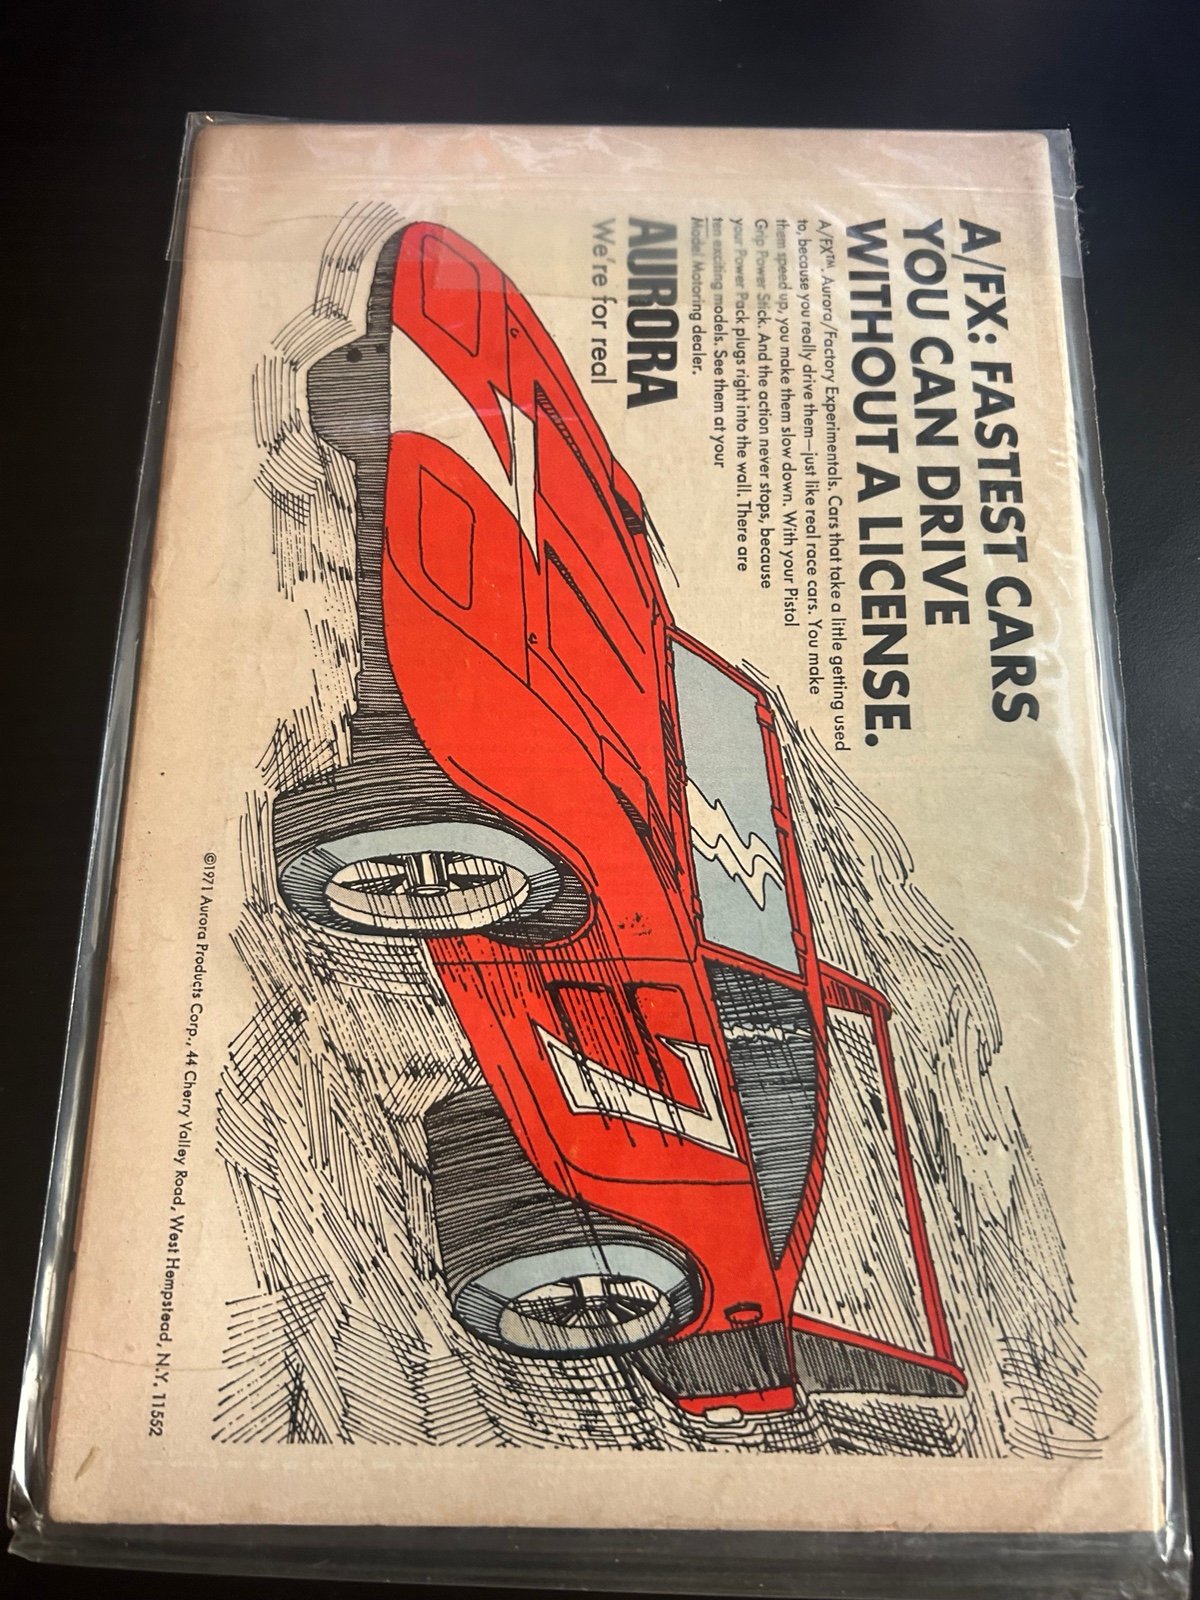 A/FX: FASTEST CARS
YOU CAN DRIVE
WITHOUT A LICENSE.
A/FX™. Aurora/Factory Experimentals. Cars that take a little getting used
to, because you really drive them—just like real race cars. You make
them speed up, you make them slow down. With your Pistol
Grip Power Stick. And the action never stops, because
your Power Pack plugs right into the wall. There are
ten exciting models. See them at your
Model Motoring dealer.
AURORA
We're for real
©1971 Aurora Products Corp., 44 Cherry Valley Road, West Hempstead, N.Y. 11552